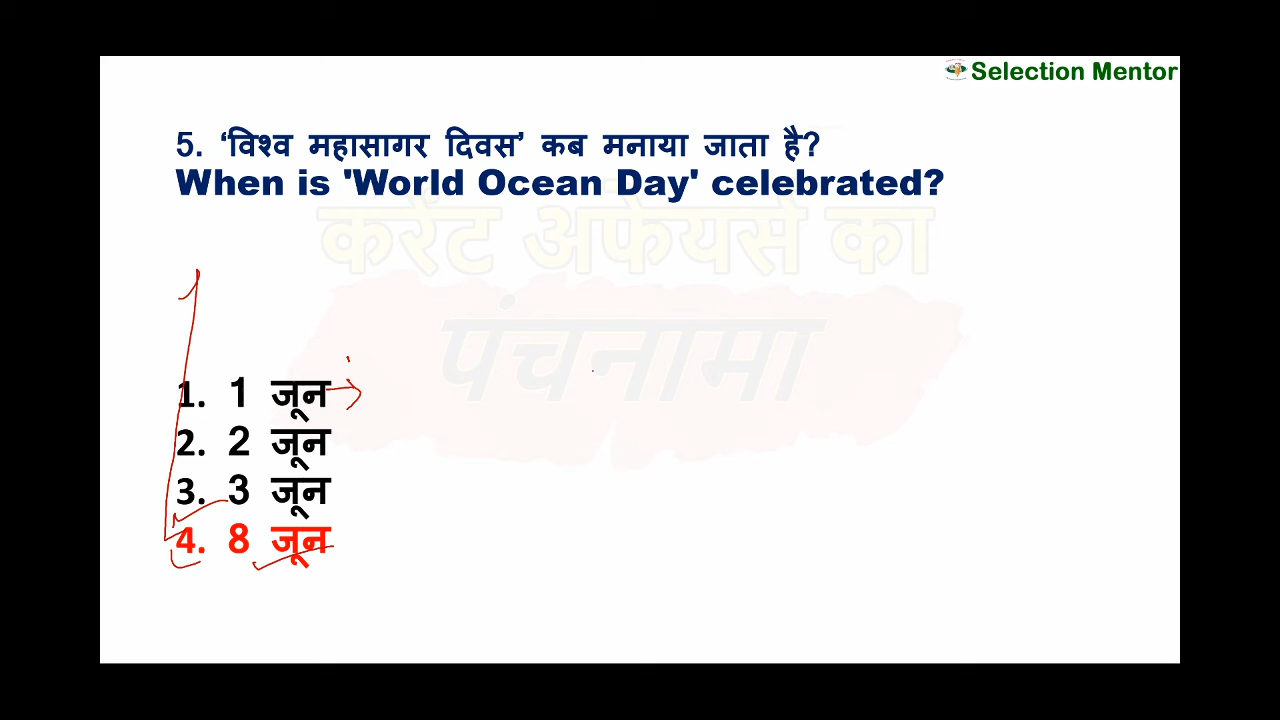 Selection Mentor
5. ‘विश्व महासागर दिवस’ कब मनाया जाता है?
When is 'World Ocean Day' celebrated?
करेंट अफेयर्स का
पंचनामा
1. 1 जून
2. 2 जून
3. 3 जून
4. 8 जून